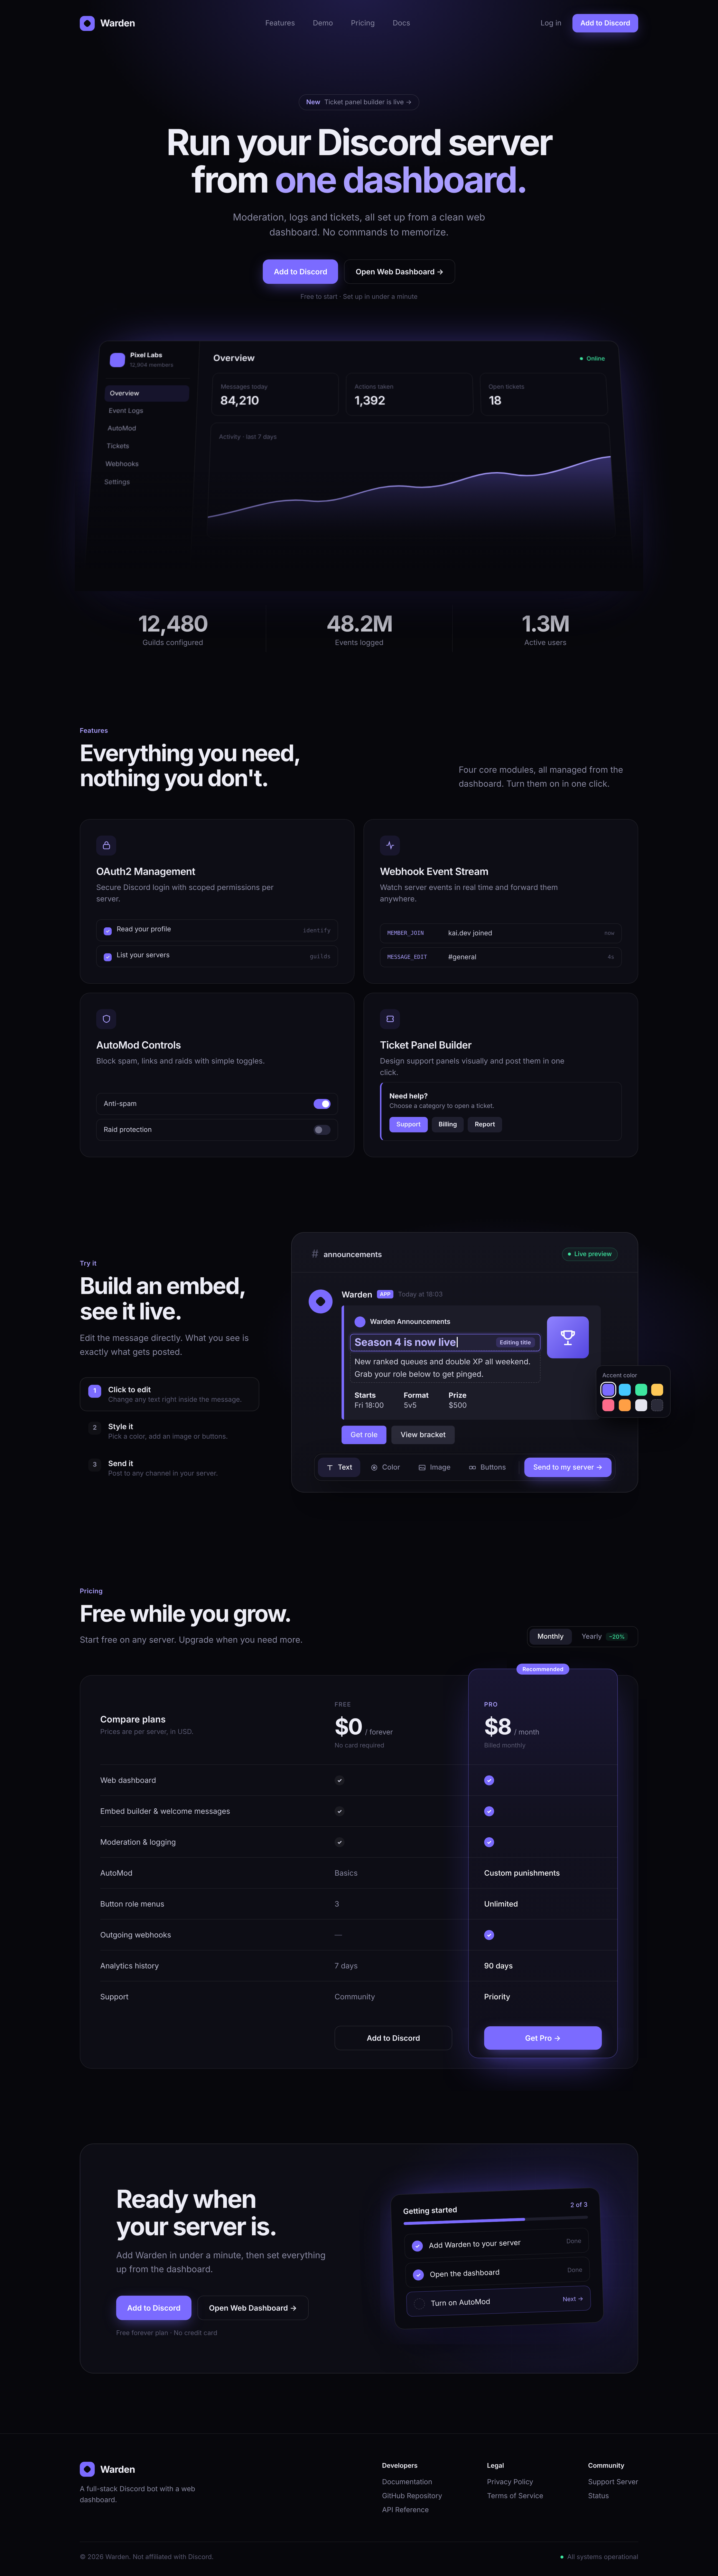 Warden
Features Demo Pricing Docs
Log in Add to Discord
New Ticket panel builder is live →
Run your Discord server
from one dashboard.
Moderation, logs and tickets, all set up from a clean web
dashboard. No commands to memorize.
Add to Discord Open Web Dashboard →
Free to start · Set up in under a minute
Pixel Labs
12,804 members
Overview
Event Logs
AutoMod
Tickets
Webhooks
Settings
Overview
Online
Messages today
84,210
Actions taken
1,392
Open tickets
18
Activity · last 7 days
12,480
Guilds configured
48.2M
Events logged
1.3M
Active users
Features
Everything you need,
nothing you don't.
Four core modules, all managed from the
dashboard. Turn them on in one click.
OAuth2 Management
Secure Discord login with scoped permissions per
server.
Read your profile identify
List your servers guilds
Webhook Event Stream
Watch server events in real time and forward them
anywhere.
MEMBER_JOIN kai.dev joined now
MESSAGE_EDIT #general 4s
AutoMod Controls
Block spam, links and raids with simple toggles.
Anti-spam
Raid protection
Ticket Panel Builder
Design support panels visually and post them in one
click.
Need help?
Choose a category to open a ticket.
Support Billing Report
Try it
Build an embed,
see it live.
Edit the message directly. What you see is
exactly what gets posted.
1 Click to edit
Change any text right inside the message.
2 Style it
Pick a color, add an image or buttons.
3 Send it
Post to any channel in your server.
# announcements
Live preview
Warden APP Today at 18:03
Warden Announcements
Season 4 is now live
Editing title
New ranked queues and double XP all weekend.
Grab your role below to get pinged.
Starts Format Prize
Fri 18:00 5v5 $500
Get role View bracket
Accent color
Text Color Image Buttons Send to my server →
Pricing
Free while you grow.
Start free on any server. Upgrade when you need more.
Monthly Yearly −20%
Recommended
Compare plans
Prices are per server, in USD.
FREE
$0 / forever
No card required
PRO
$8 / month
Billed monthly
Web dashboard
Embed builder & welcome messages
Moderation & logging
AutoMod Basics Custom punishments
Button role menus 3 Unlimited
Outgoing webhooks —
Analytics history 7 days 90 days
Support Community Priority
Add to Discord Get Pro →
Ready when
your server is.
Add Warden in under a minute, then set everything
up from the dashboard.
Add to Discord Open Web Dashboard →
Free forever plan · No credit card
Getting started 2 of 3
Add Warden to your server Done
Open the dashboard Done
Turn on AutoMod Next →
Warden
A full-stack Discord bot with a web
dashboard.
Developers
Documentation
GitHub Repository
API Reference
Legal
Privacy Policy
Terms of Service
Community
Support Server
Status
© 2026 Warden. Not affiliated with Discord.
All systems operational